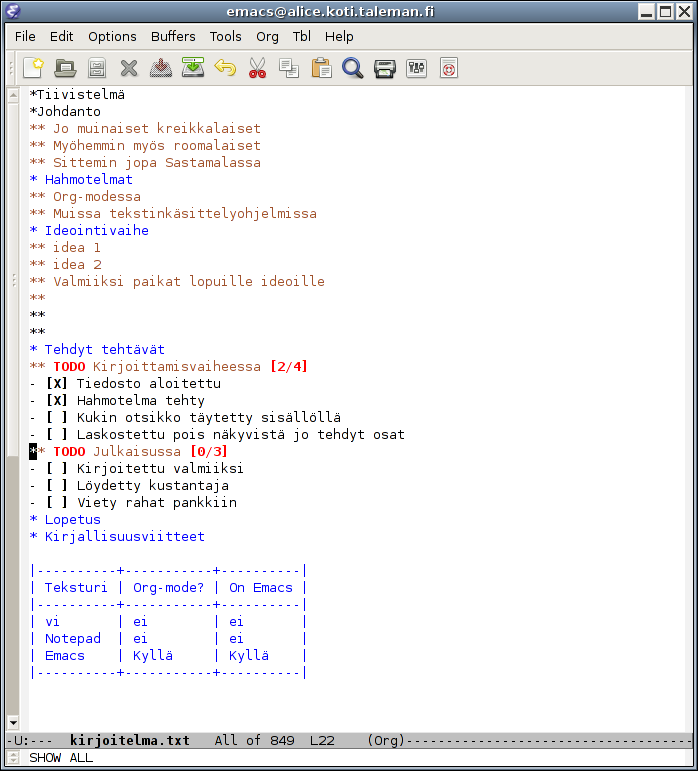 emacs@alice.koti.taleman.fi
File Edit Options Buffers Tools Org Tbl Help
*Tiivistelmä
*Johdanto
** Jo muinaiset kreikkalaiset
** Myöhemmin myös roomalaiset
** Sittemin jopa Sastamalassa
* Hahmotelmat
** Org-modessa
** Muissa tekstinkäsittelyohjelmissa
* Ideointivaihe
** idea 1
** idea 2
** Valmiiksi paikat lopuille ideoille
**
**
**
* Tehdyt tehtävät
** TODO Kirjoittamisvaiheessa [2/4]
- [X] Tiedosto aloitettu
- [X] Hahmotelma tehty
- [ ] Kukin otsikko täytetty sisällöllä
- [ ] Laskostettu pois näkyvistä jo tehdyt osat
** TODO Julkaisussa [0/3]
- [ ] Kirjoitettu valmiiksi
- [ ] Löydetty kustantaja
- [ ] Viety rahat pankkiin
* Lopetus
* Kirjallisuusviitteet
|----------+-----------+----------|
| Teksturi | Org-mode? | On Emacs |
|----------+-----------+----------|
| vi       | ei        | ei       |
| Notepad  | ei        | ei       |
| Emacs    | Kyllä     | Kyllä    |
|----------+-----------+----------|
-U:--- kirjoitelma.txt All of 849 L22 (Org)------------------------------------
SHOW ALL